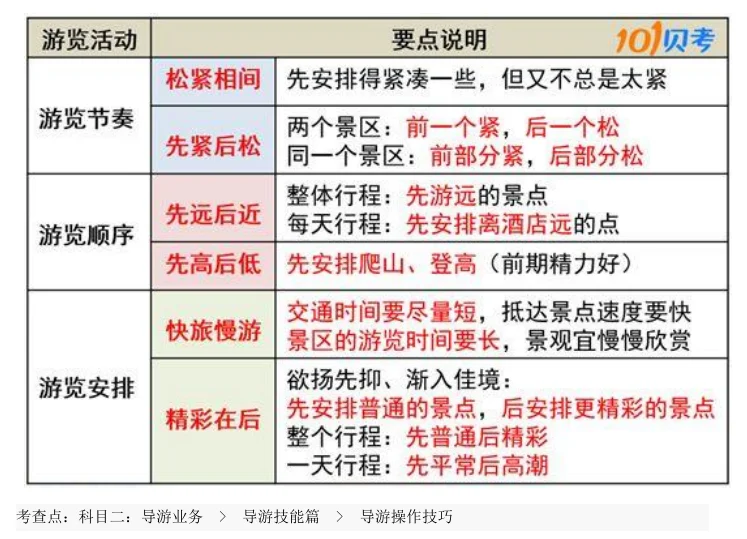 游览活动 要点说明 101贝考
游览节奏
松紧相间
先安排得紧凑一些，但又不总是太紧
先紧后松
两个景区：前一个紧，后一个松
同一个景区：前部分紧，后部分松
游览顺序
先远后近
整体行程：先游远的景点
每天行程：先安排离酒店远的点
先高后低
先安排爬山、登高（前期精力好）
游览安排
快旅慢游
交通时间要尽量短，抵达景点速度要快
景区的游览时间要长，景观宜慢慢欣赏
精彩在后
欲扬先抑、渐入佳境：
先安排普通的景点，后安排更精彩的景点
整个行程：先普通后精彩
一天行程：先平常后高潮
考查点：科目二：导游业务 > 导游技能篇 > 导游操作技巧